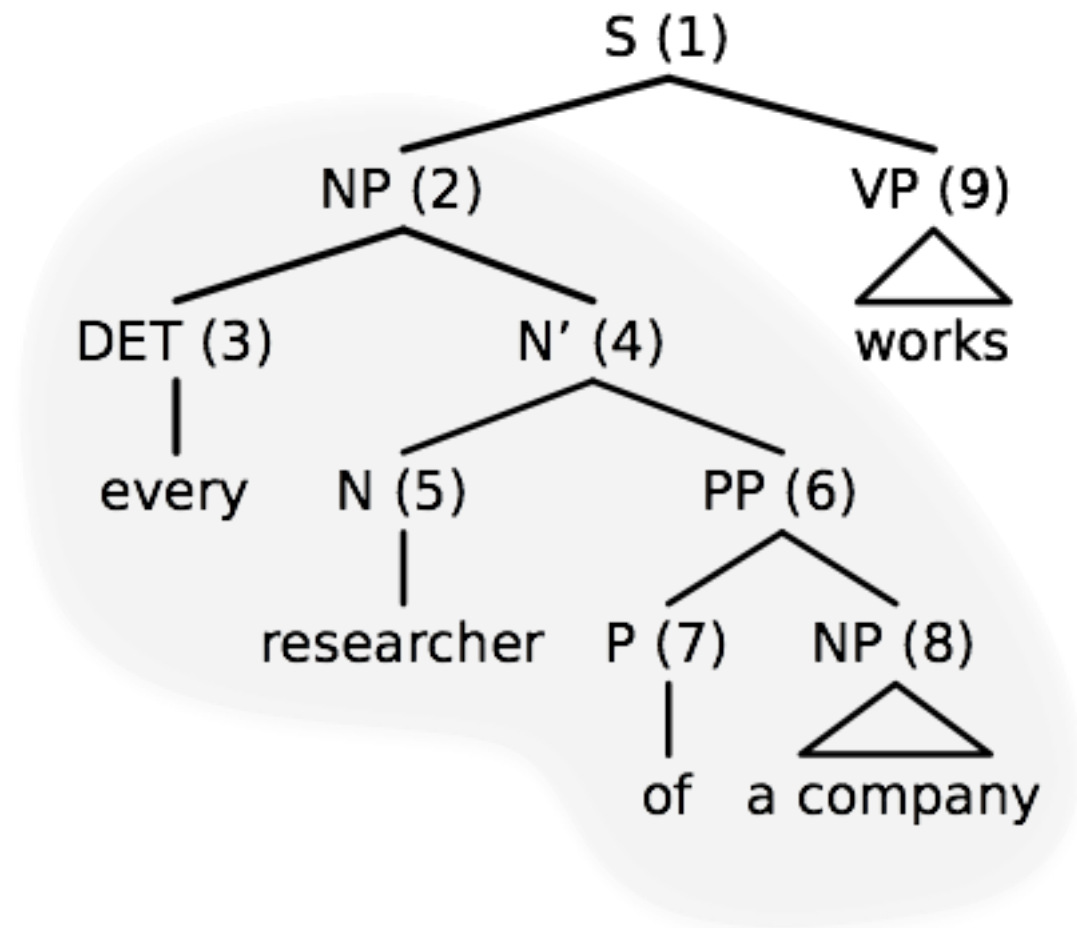 S (1)
NP (2) VP (9)
DET (3) N’ (4) works
every N (5) PP (6)
researcher P (7) NP (8)
of a company